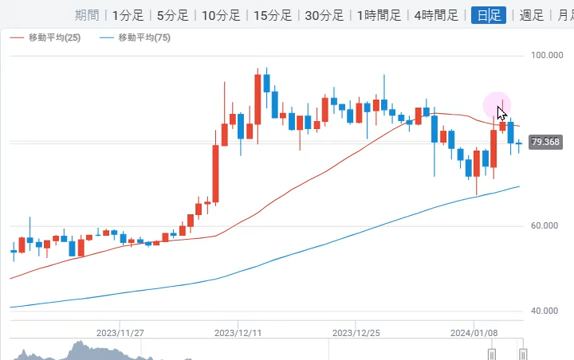 期間 | 1分足 | 5分足 | 10分足 | 15分足 | 30分足 | 1時間足 | 4時間足 | 日足 | 週足 | 月
移動平均(25) 移動平均(75)
100.000
79.368
60.000
40.000
2023/11/27 2023/12/11 2023/12/25 2024/01/08